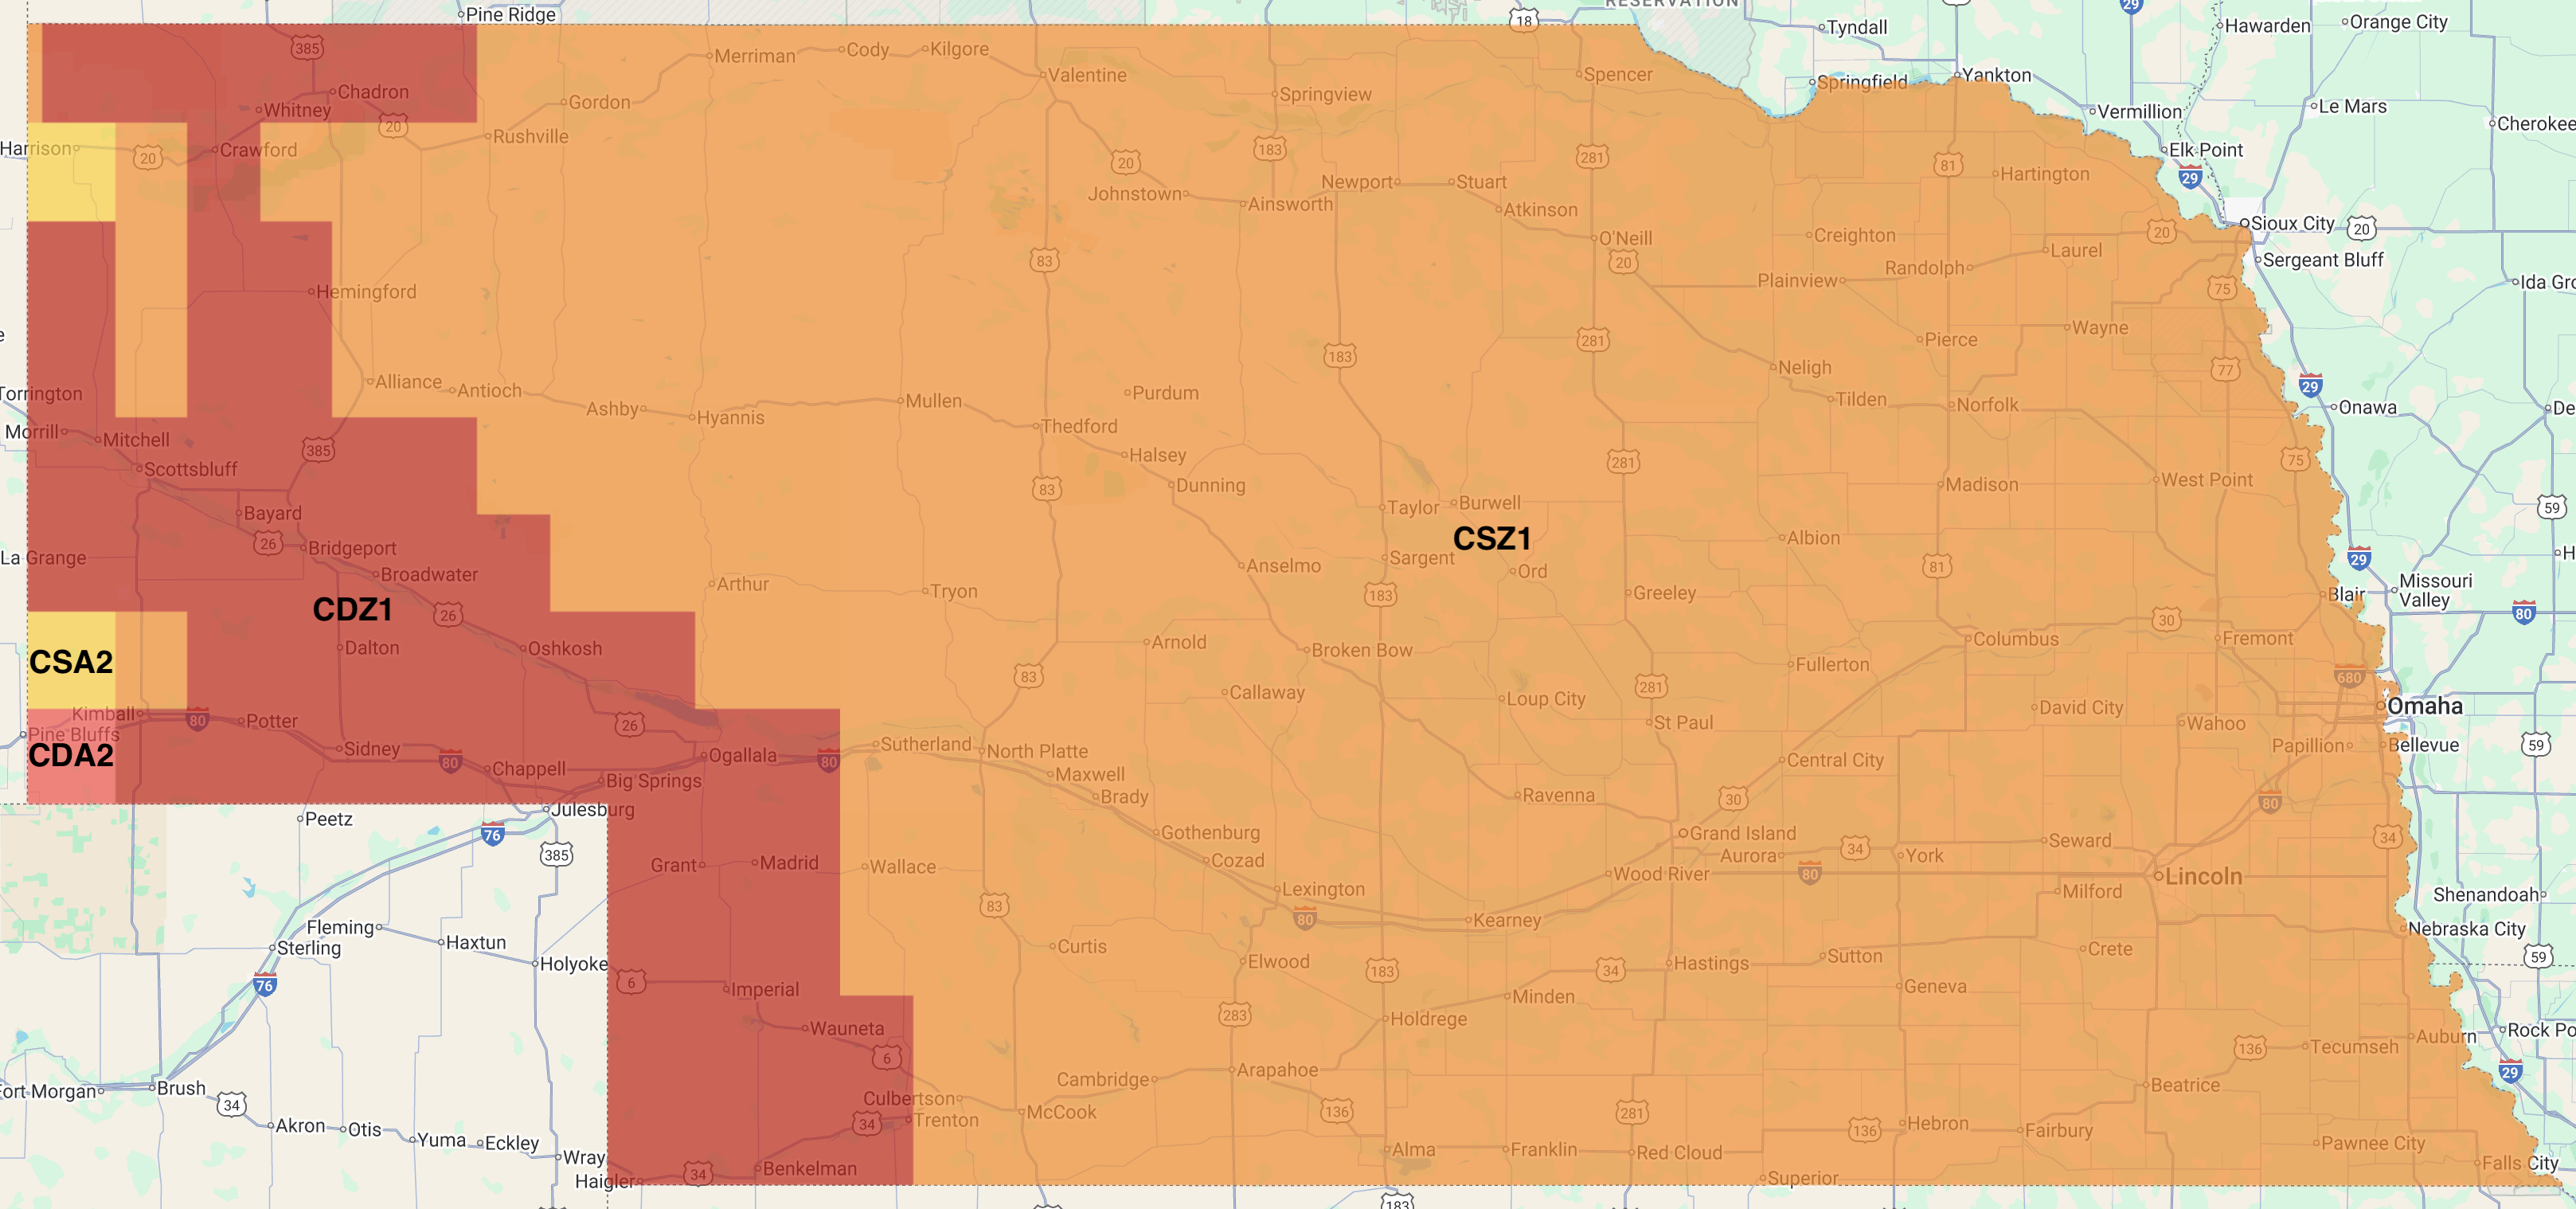 Pine Ridge
18
RESERVATION
Tyndall
29
Hawarden
Orange City
385
Merriman
Cody
Kilgore
Valentine
Spencer
Springfield
Yankton
Chadron
Whitney
Gordon
Springview
Vermillion
Le Mars
20
Rushville
Cherokee
Harrison
20
Crawford
20
183
281
81
Elk Point
29
Johnstown
Newport
Stuart
Hartington
Ainsworth
Atkinson
Sioux City
20
20
Creighton
O'Neill
20
Laurel
83
Randolph
Sergeant Bluff
Plainview
Hemingford
75
Ida Gro
281
Wayne
Pierce
183
Neligh
77
Alliance
Antioch
29
Torrington
Purdum
Ashby
Hyannis
Mullen
Tilden
Norfolk
Onawa
De
Thedford
Morrill
Mitchell
385
Halsey
281
75
Scottsbluff
Dunning
83
Madison
West Point
Taylor
Burwell
59
Bayard
CSZ1
Albion
26
Bridgeport
La Grange
Sargent
29
H
Broadwater
Anselmo
Ord
81
Arthur
Tryon
183
Greeley
Missouri
Valley
Blair
CDZ1
26
30
80
Columbus
Fremont
Dalton
Oshkosh
Arnold
Broken Bow
CSA2
83
Fullerton
680
281
Callaway
Loup City
David City
Omaha
Kimball
80
Potter
26
St Paul
Wahoo
Pine Bluffs
CDA2
Sidney
80
Ogallala
80
Sutherland
North Platte
Papillion
Bellevue
59
Chappell
Big Springs
Maxwell
Central City
Brady
Ravenna
30
80
Julesburg
Peetz
76
Gothenburg
Grand Island
Seward
34
385
Grant
Madrid
Wallace
Cozad
Aurora
34
York
Wood River
80
Lincoln
Lexington
Milford
Shenandoah
83
80
Kearney
Fleming
Nebraska City
Sterling
Haxtun
Curtis
Crete
Holyoke
Elwood
183
34
Hastings
Sutton
59
76
6
Imperial
Geneva
Minden
283
Holdrege
Wauneta
Rock Po
Auburn
6
136
Tecumseh
29
Arapahoe
Cambridge
Fort Morgan
Brush
Beatrice
34
Culbertson
McCook
136
281
Akron
Otis
34
Trenton
136
Hebron
Fairbury
Yuma
Eckley
Alma
Franklin
Red Cloud
Pawnee City
Wray
Falls City
Haigler
34
Benkelman
Superior
183